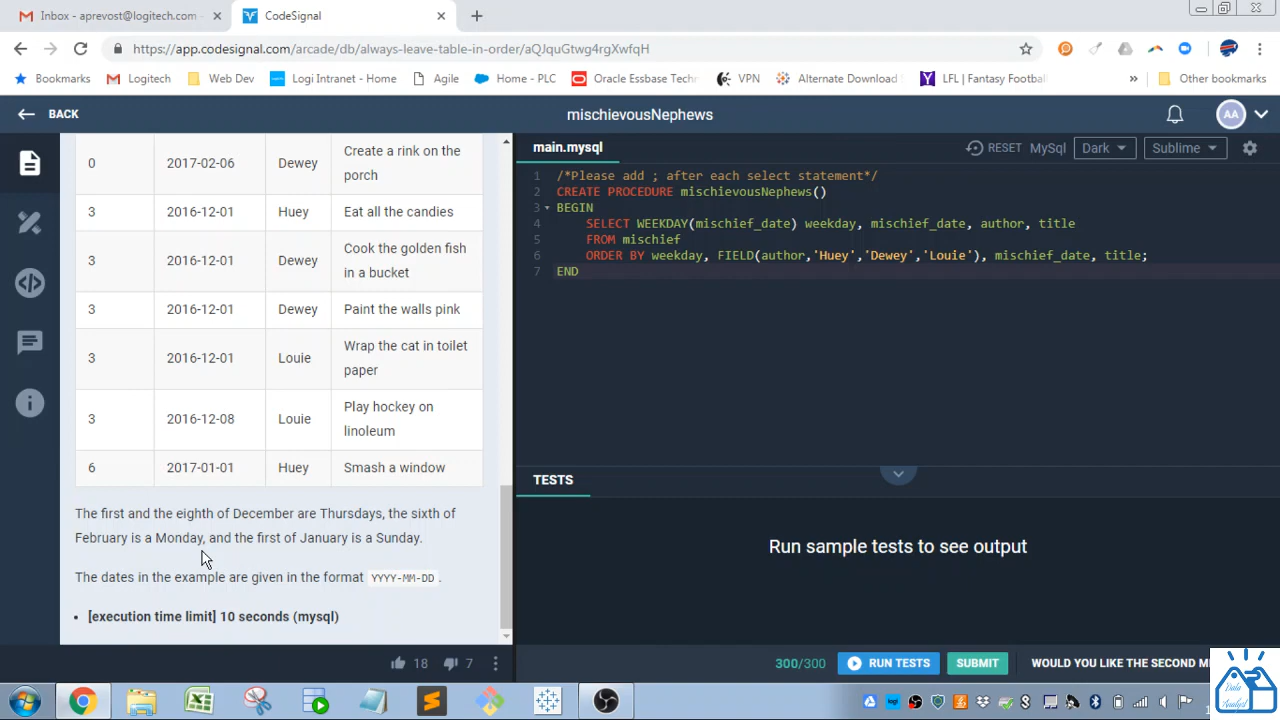 Inbox - aprevost@logitech.com
CodeSignal
https://app.codesignal.com/arcade/db/always-leave-table-in-order/aQJquGtwg4rgXwfqH
Bookmarks
Logitech
Web Dev
Logi Intranet - Home
Agile
Home - PLC
Oracle Essbase Techn
VPN
Alternate Download
LFL | Fantasy Footbal
»
Other bookmarks
BACK
mischievousNephews
AA
0 2017-02-06 Dewey Create a rink on the
porch
3 2016-12-01 Huey Eat all the candies
3 2016-12-01 Dewey Cook the golden fish
in a bucket
3 2016-12-01 Dewey Paint the walls pink
3 2016-12-01 Louie Wrap the cat in toilet
paper
3 2016-12-08 Louie Play hockey on
linoleum
6 2017-01-01 Huey Smash a window
The first and the eighth of December are Thursdays, the sixth of
February is a Monday, and the first of January is a Sunday.
The dates in the example are given in the format YYYY-MM-DD.
• [execution time limit] 10 seconds (mysql)
18 7
main.mysql
RESET MySql Dark Sublime
1 /*Please add ; after each select statement*/
2 CREATE PROCEDURE mischievousNephews()
3 BEGIN
4 SELECT WEEKDAY(mischief_date) weekday, mischief_date, author, title
5 FROM mischief
6 ORDER BY weekday, FIELD(author,'Huey','Dewey','Louie'), mischief_date, title;
7 END
TESTS
Run sample tests to see output
300/300 RUN TESTS SUBMIT WOULD YOU LIKE THE SECOND M
Data
Analyst